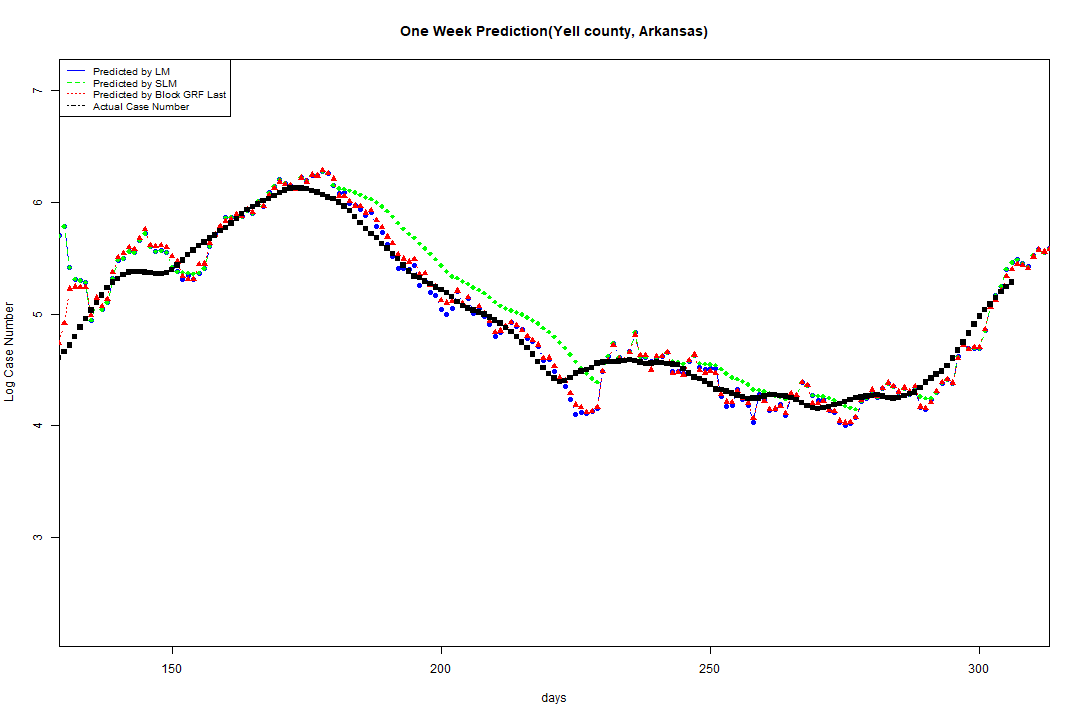 One Week Prediction(Yell county, Arkansas)
Predicted by LM
Predicted by SLM
Predicted by Block GRF Last
Actual Case Number
7
6
5
4
3
Log Case Number
150
200
250
300
days